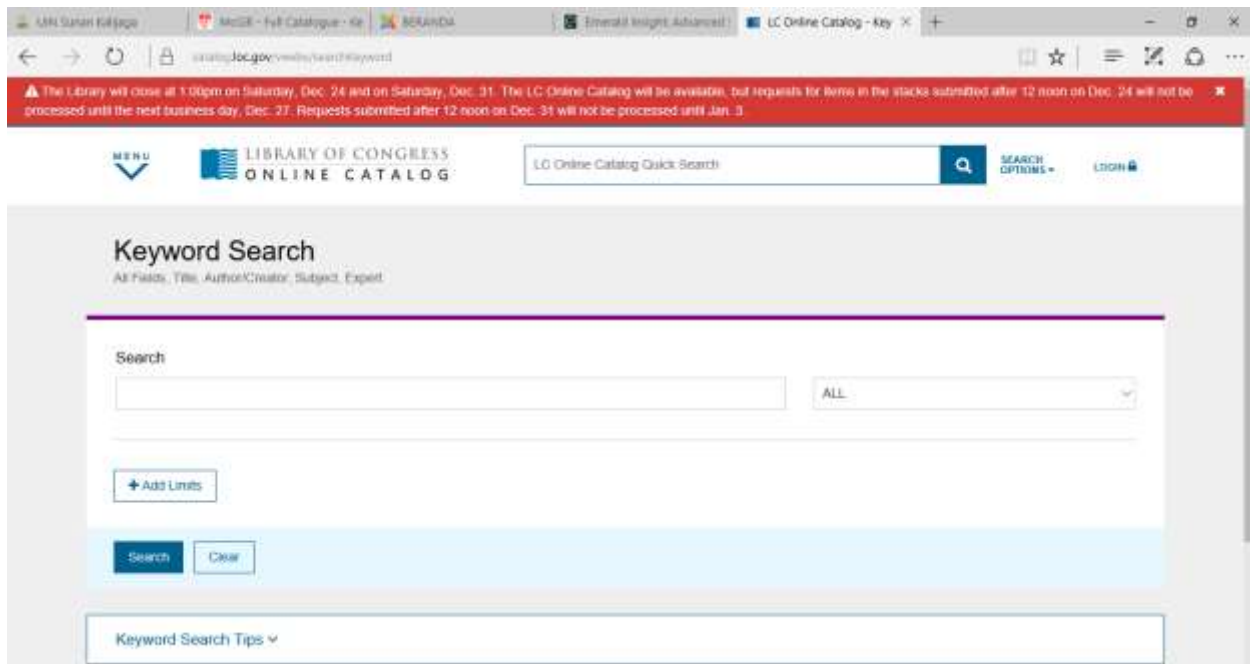 UIN Sunan Kalijaga
McGill - Full Catalogue - Ke
BERANDA
Emerald Insight: Advanced
LC Online Catalog - Key
catalog.loc.gov/vwebv/searchKeyword
The Library will close at 1:00pm on Saturday, Dec. 24 and on Saturday, Dec. 31. The LC Online Catalog will be available, but requests for items in the stacks submitted after 12 noon on Dec. 24 will not be
processed until the next business day, Dec. 27. Requests submitted after 12 noon on Dec. 31 will not be processed until Jan. 3.
MENU
LIBRARY OF CONGRESS
ONLINE CATALOG
LC Online Catalog Quick Search
SEARCH
OPTIONS
LOGIN
Keyword Search
All Fields, Title, Author/Creator, Subject, Expert
Search
ALL
+ Add Limits
Search
Clear
Keyword Search Tips